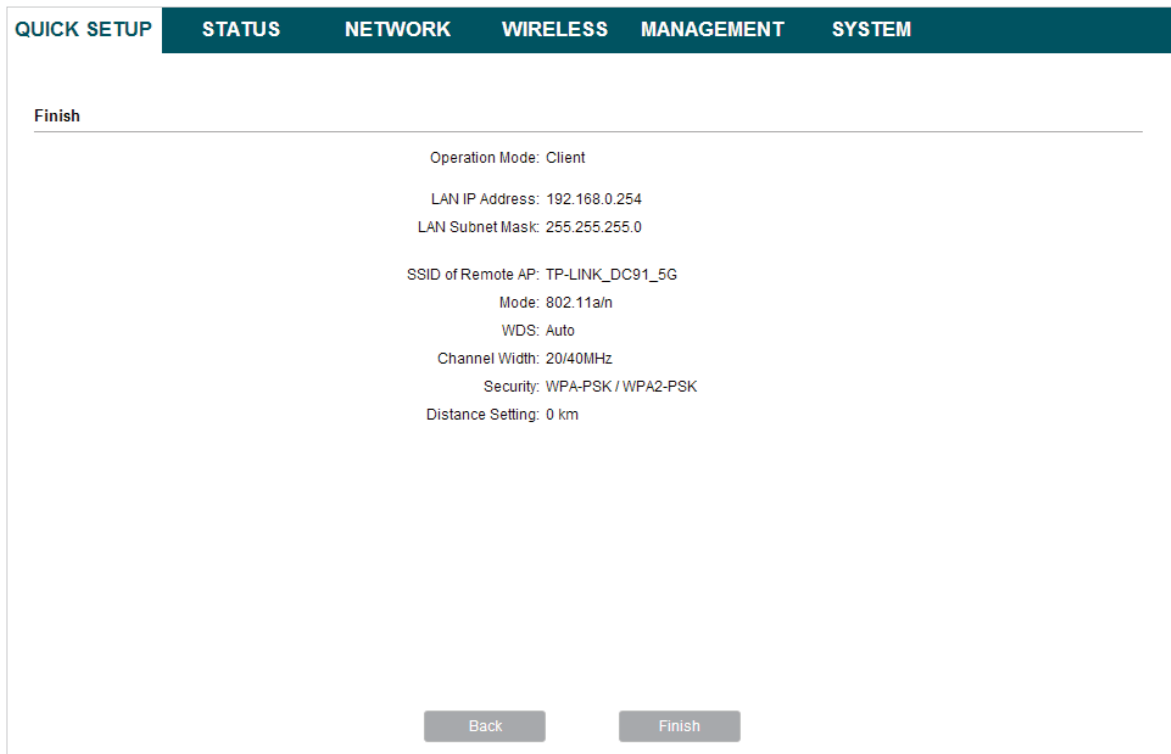 QUICK SETUP STATUS NETWORK WIRELESS MANAGEMENT SYSTEM
Finish
Operation Mode: Client
LAN IP Address: 192.168.0.254
LAN Subnet Mask: 255.255.255.0
SSID of Remote AP: TP-LINK_DC91_5G
Mode: 802.11a/n
WDS: Auto
Channel Width: 20/40MHz
Security: WPA-PSK / WPA2-PSK
Distance Setting: 0 km
Back Finish